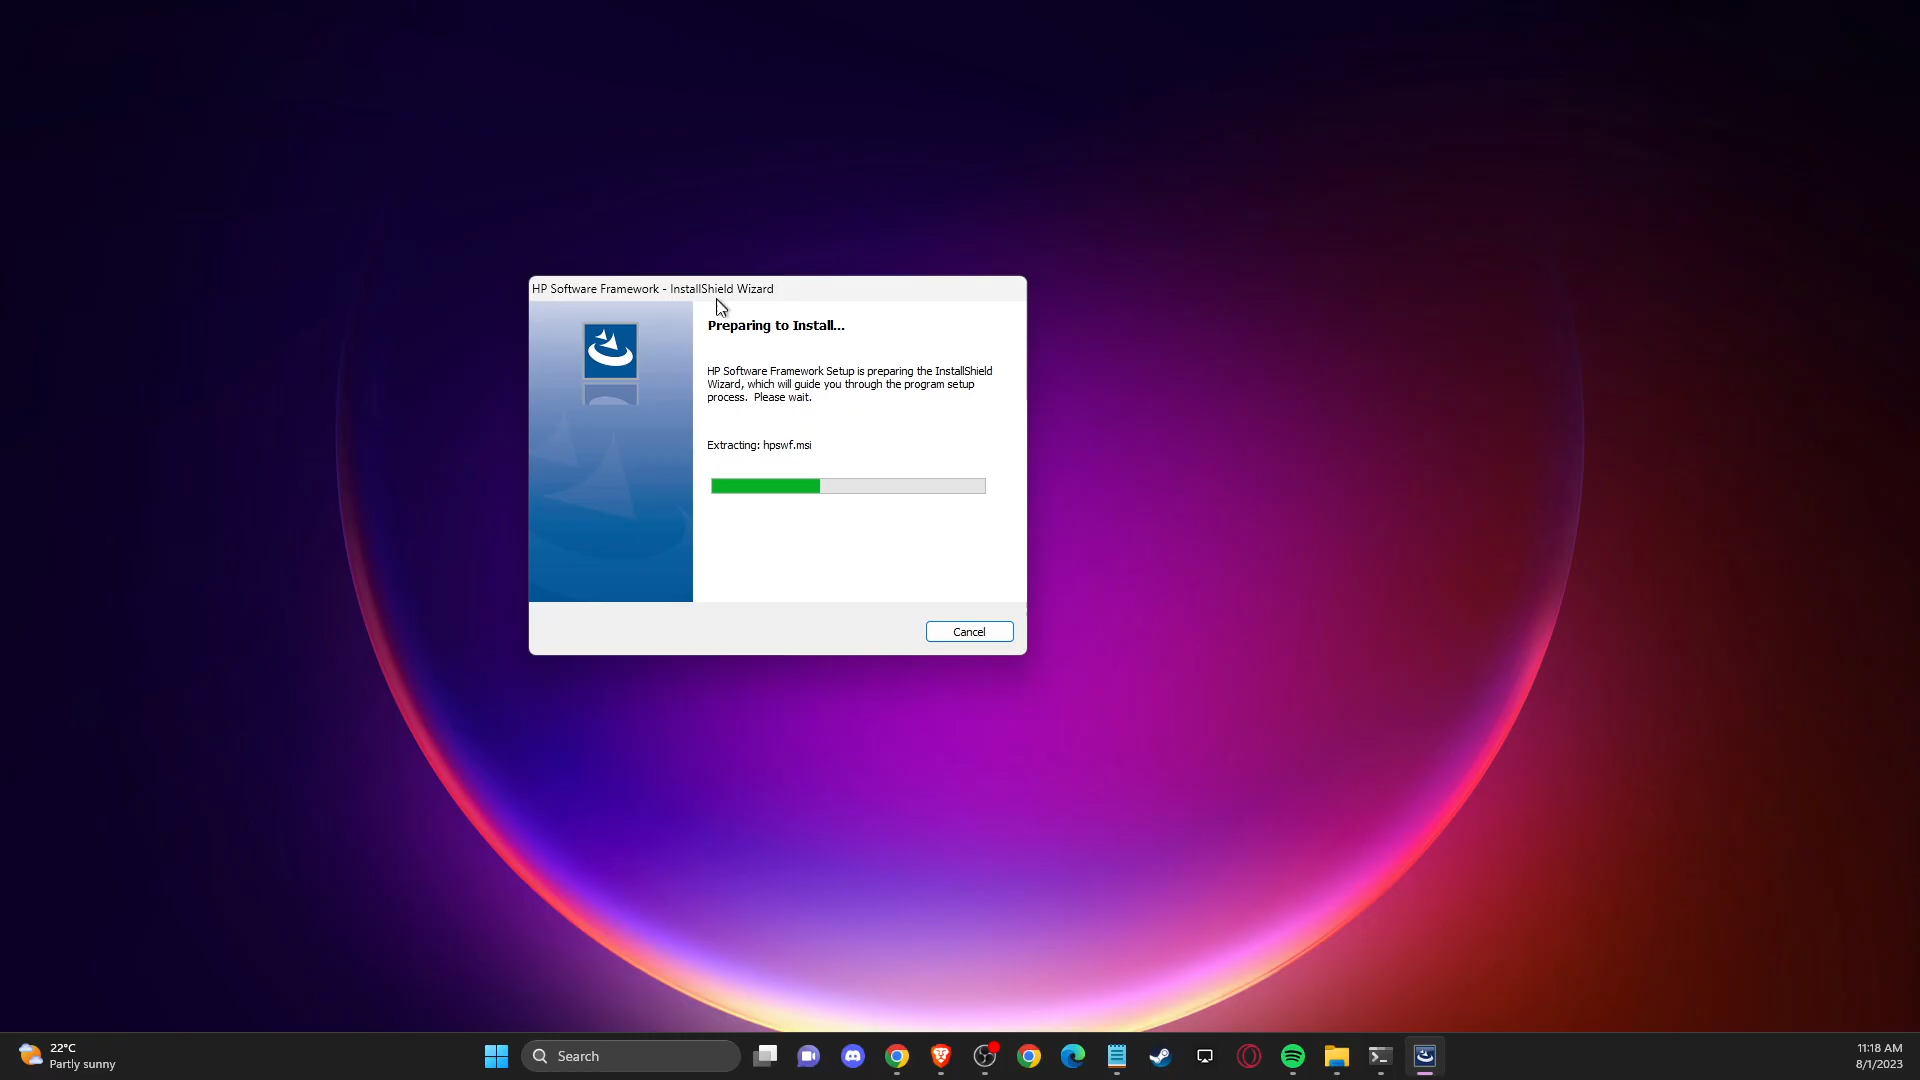 HP Software Framework - InstallShield Wizard
Preparing to Install...
HP Software Framework Setup is preparing the InstallShield
Wizard, which will guide you through the program setup
process. Please wait.
Extracting: hpswf.msi
Cancel
22°C
Partly sunny
Search
11:18 AM
8/1/2023